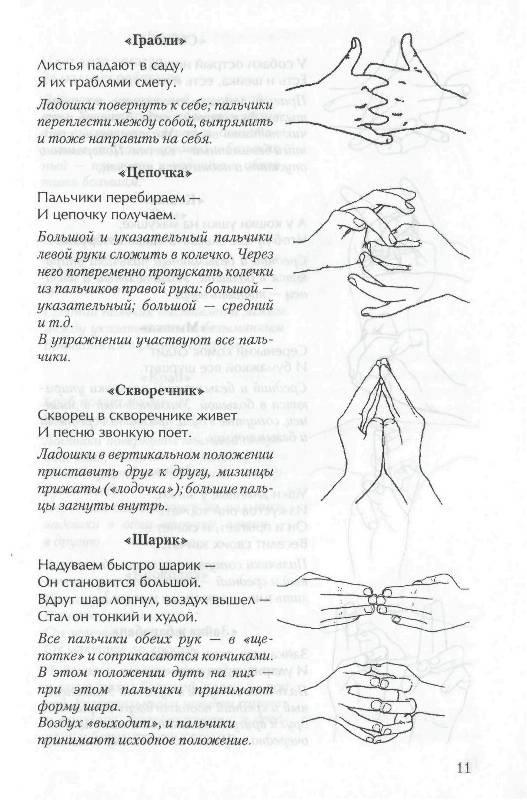 «Грабли»
Листья падают в саду,
Я их граблями смету.
Ладошки повернуть к себе; пальчики
переплести между собой, выпрямить
и тоже направить на себя.
«Цепочка»
Пальчики перебираем —
И цепочку получаем.
Большой и указательный пальчики
левой руки сложить в колечко. Через
него попеременно пропускать колечки
из пальчиков правой руки: большой —
указательный; большой — средний
и т.д.
В упражнении участвуют все паль-
чики.
«Скворечник»
Скворец в скворечнике живет
И песню звонкую поет.
Ладошки в вертикальном положении
приставить друг к другу, мизинцы
прижаты («лодочка»); большие паль-
цы загнуты внутрь.
«Шарик»
Надуваем быстро шарик —
Он становится большой.
Вдруг шар лопнул, воздух вышел —
Стал он тонкий и худой.
Все пальчики обеих рук — в «ще-
потке» и соприкасаются кончиками.
В этом положении дуть на них —
при этом пальчики принимают
форму шара.
Воздух «выходит», и пальчики
принимают исходное положение.
11